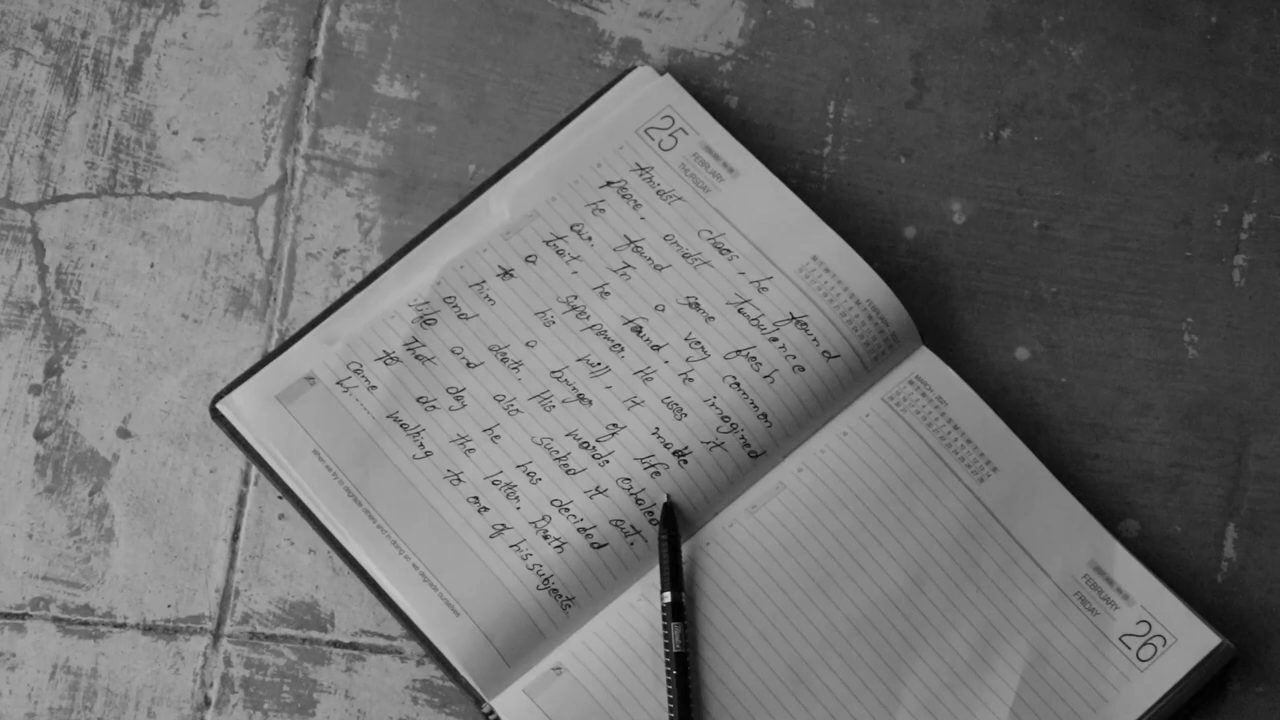 25
FEBRUARY
THURSDAY
Amidst chaos, he found
peace, amidst turbulence
he found some fresh
air. In a very common
trait, he found, he imagined
a superpower. He uses it
to his will, it made
him a bringer of life
and death. His words exhaled
life and also sucked it out.
That day he has decided
to do the latter. Death
came walking to one of his subjects.
by......
MARCH 2021
FEBRUARY
FRIDAY
26